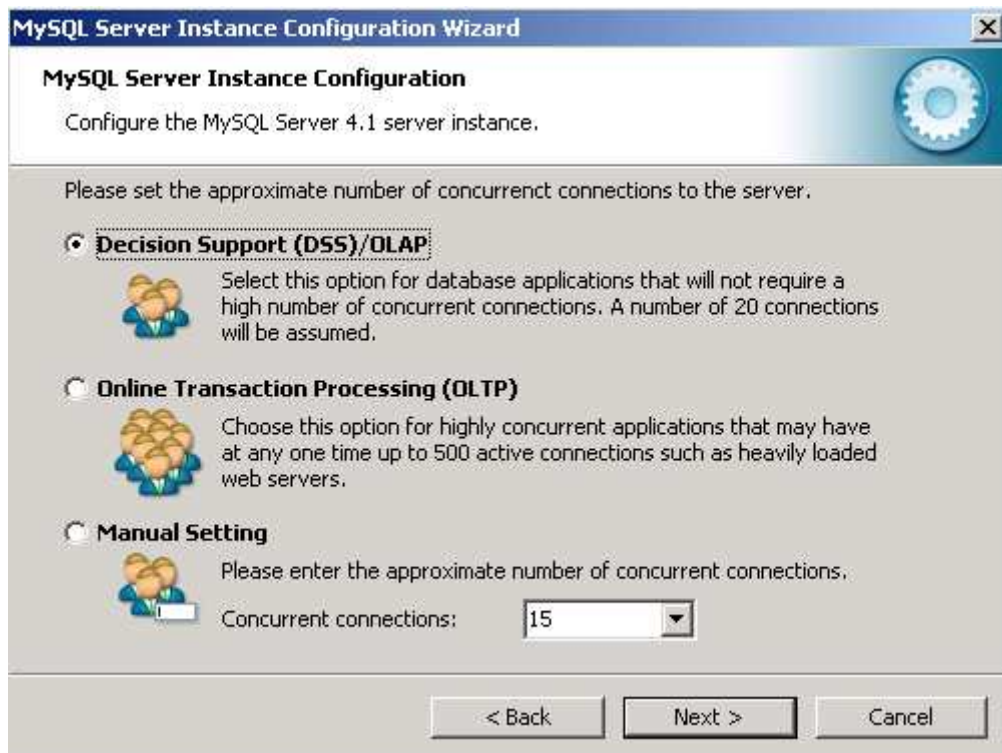 MySQL Server Instance Configuration Wizard
MySQL Server Instance Configuration
Configure the MySQL Server 4.1 server instance.
Please set the approximate number of concurrenct connections to the server.
Decision Support (DSS)/OLAP
Select this option for database applications that will not require a
high number of concurrent connections. A number of 20 connections
will be assumed.
Online Transaction Processing (OLTP)
Choose this option for highly concurrent applications that may have
at any one time up to 500 active connections such as heavily loaded
web servers.
Manual Setting
Please enter the approximate number of concurrent connections.
Concurrent connections: 15
< Back Next > Cancel